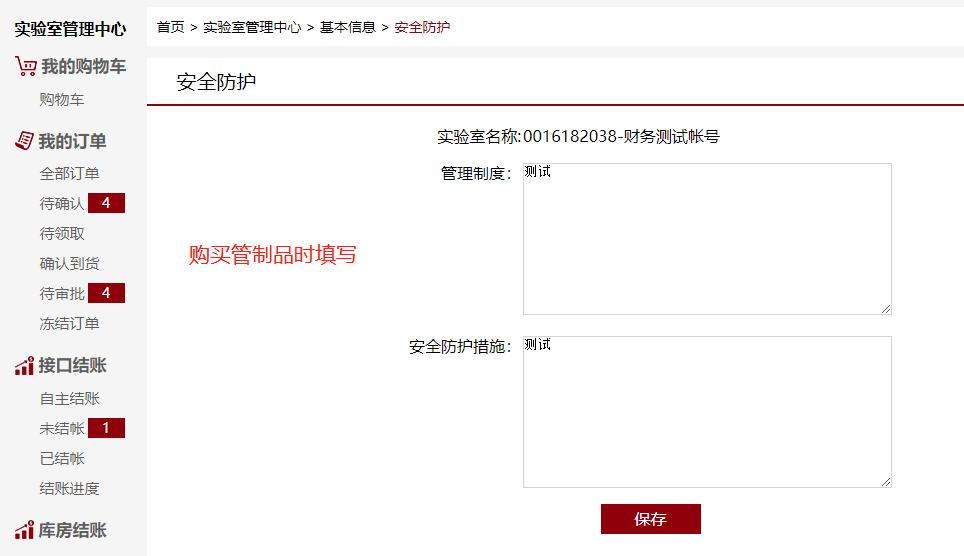 实验室管理中心
我的购物车
购物车
我的订单
全部订单
待确认 4
待领取
确认到货
待审批 4
冻结订单
接口结账
自主结账
未结帐 1
已结帐
结账进度
库房结账
首页 > 实验室管理中心 > 基本信息 > 安全防护
安全防护
实验室名称:0016182038-财务测试帐号
管理制度：
测试
购买管制品时填写
安全防护措施：
测试
保存